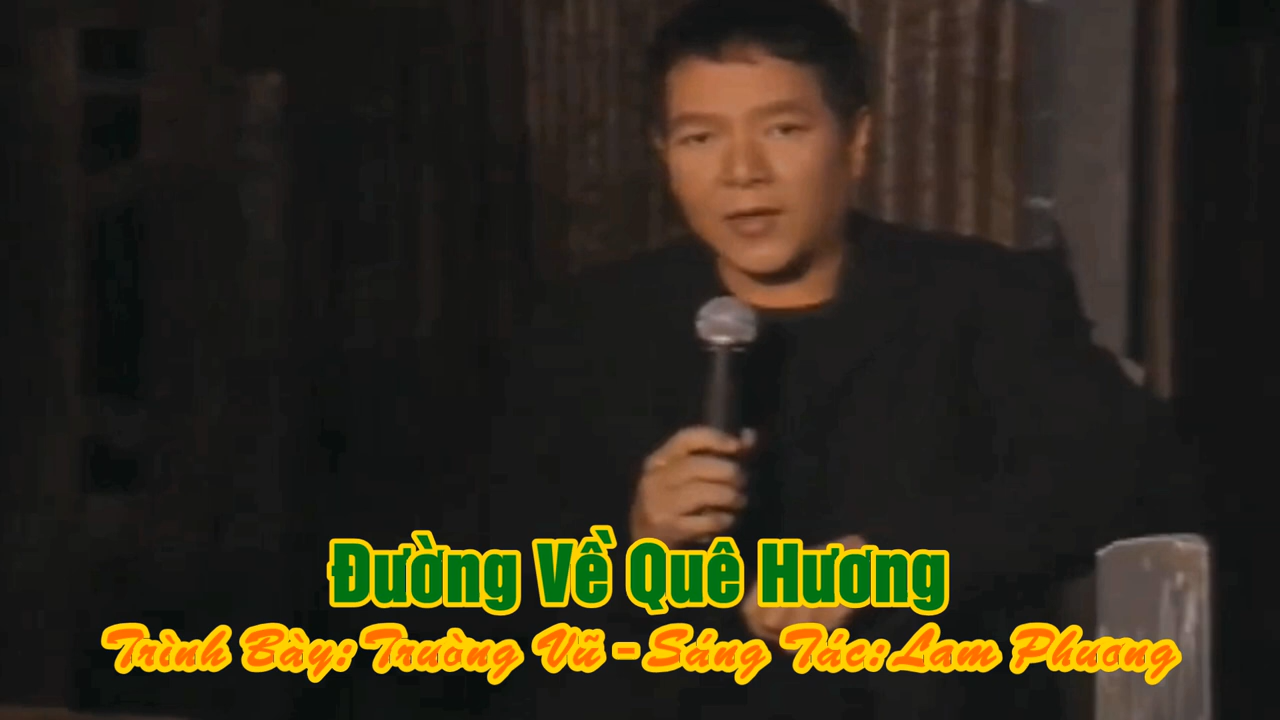 Đường Về Quê Hương
Trình Bày: Trường Vũ - Sáng Tác: Lam Phương